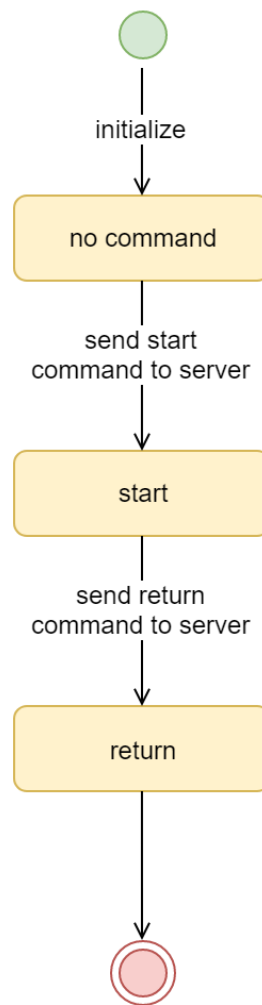 initialize
no command
send start
command to server
start
send return
command to server
return